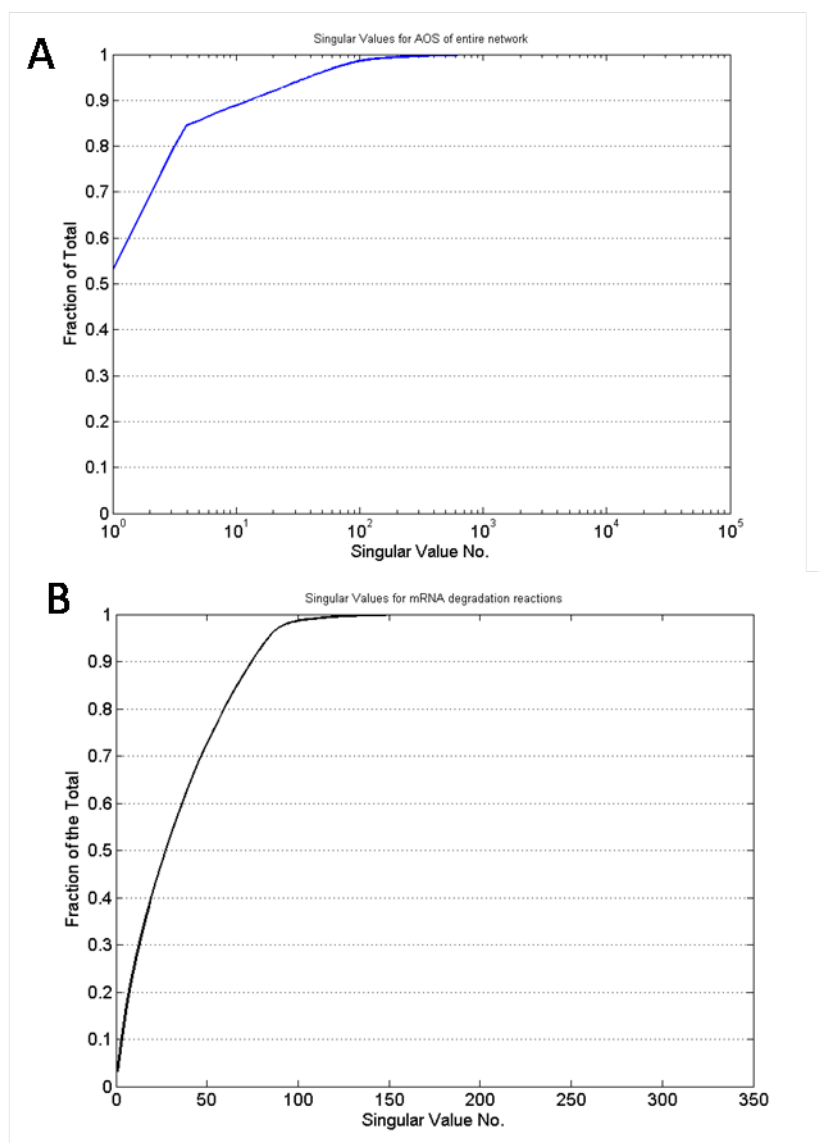 A
Singular Values for AOS of entire network
1
0.9
0.8
0.7
0.6
0.5
0.4
0.3
0.2
0.1
0
Fraction of Total
10^0 10^1 10^2 10^3 10^4 10^5
Singular Value No.
B
Singular Values for mRNA degradation reactions
1
0.9
0.8
0.7
0.6
0.5
0.4
0.3
0.2
0.1
0
Fraction of the Total
0 50 100 150 200 250 300 350
Singular Value No.